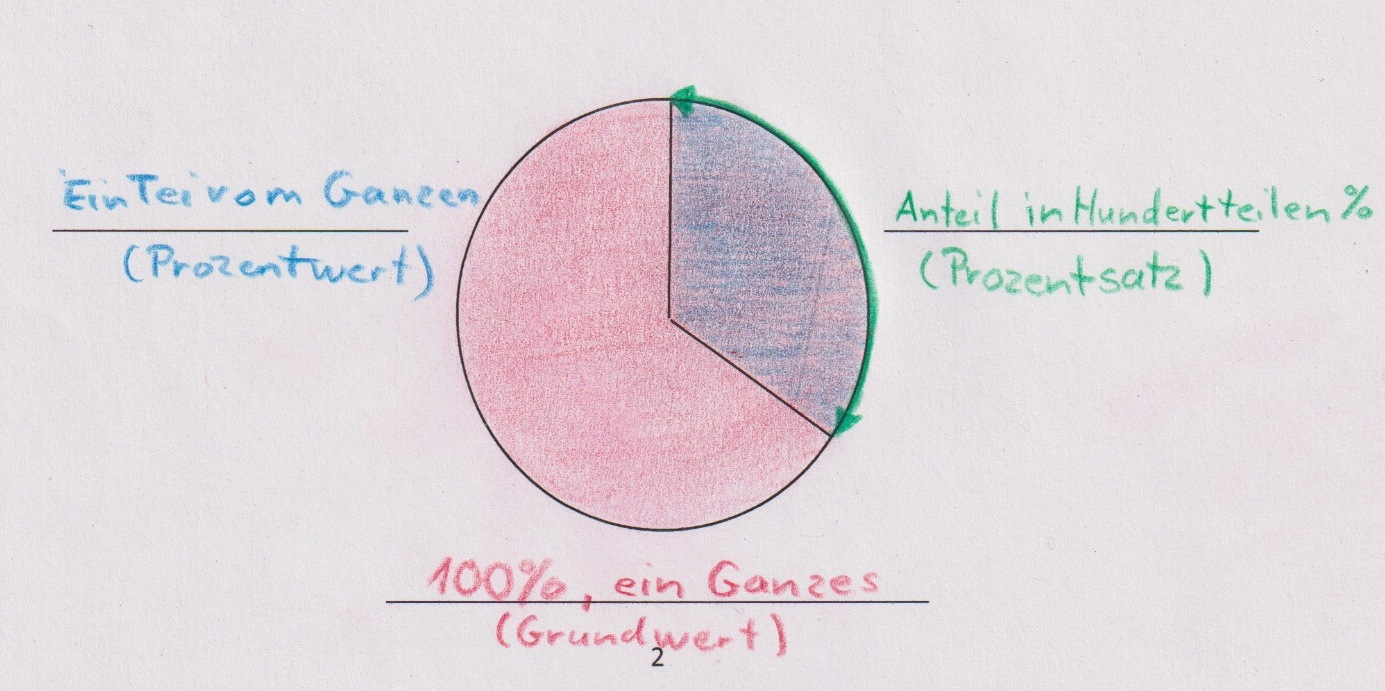 Ein Tei vom Ganzen
(Prozentwert)
Anteil in Hundertteilen %
(Prozentsatz)
100%, ein Ganzes
(Grundwert)
2